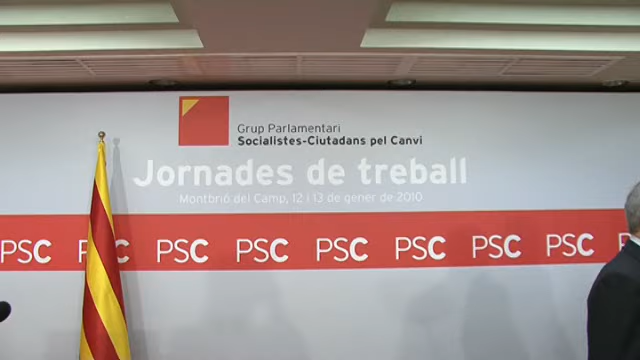 Grup Parlamentari
Socialistes-Ciutadans pel Canvi
Jornades de treball
Montbrió del Camp, 12 i 13 de gener de 2010
PSC PSC PSC PSC PSC PSC PSC PSC